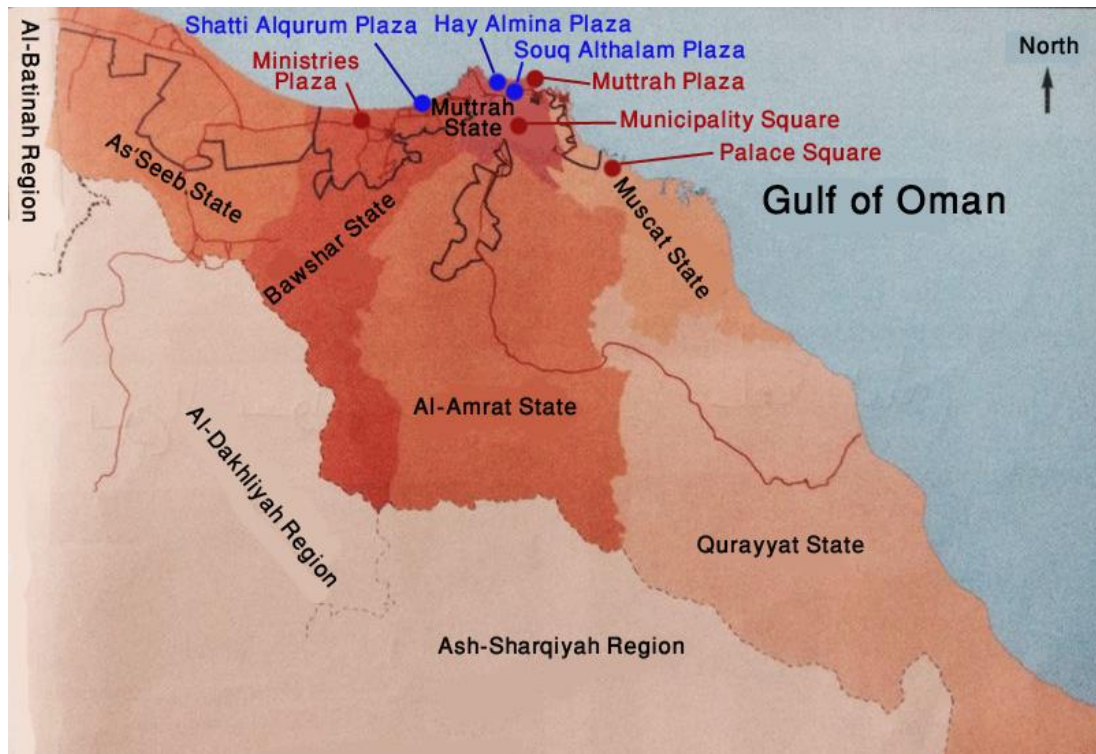 Al-Batinah Region
Shatti Alqurum Plaza
Hay Almina Plaza
Souq Althalam Plaza
North
Ministries
Plaza
Muttrah Plaza
Muttrah
State
Municipality Square
Palace Square
As'Seeb State
Gulf of Oman
Bawshar State
Muscat State
Al-Amrat State
Al-Dakhliyah Region
Qurayyat State
Ash-Sharqiyah Region